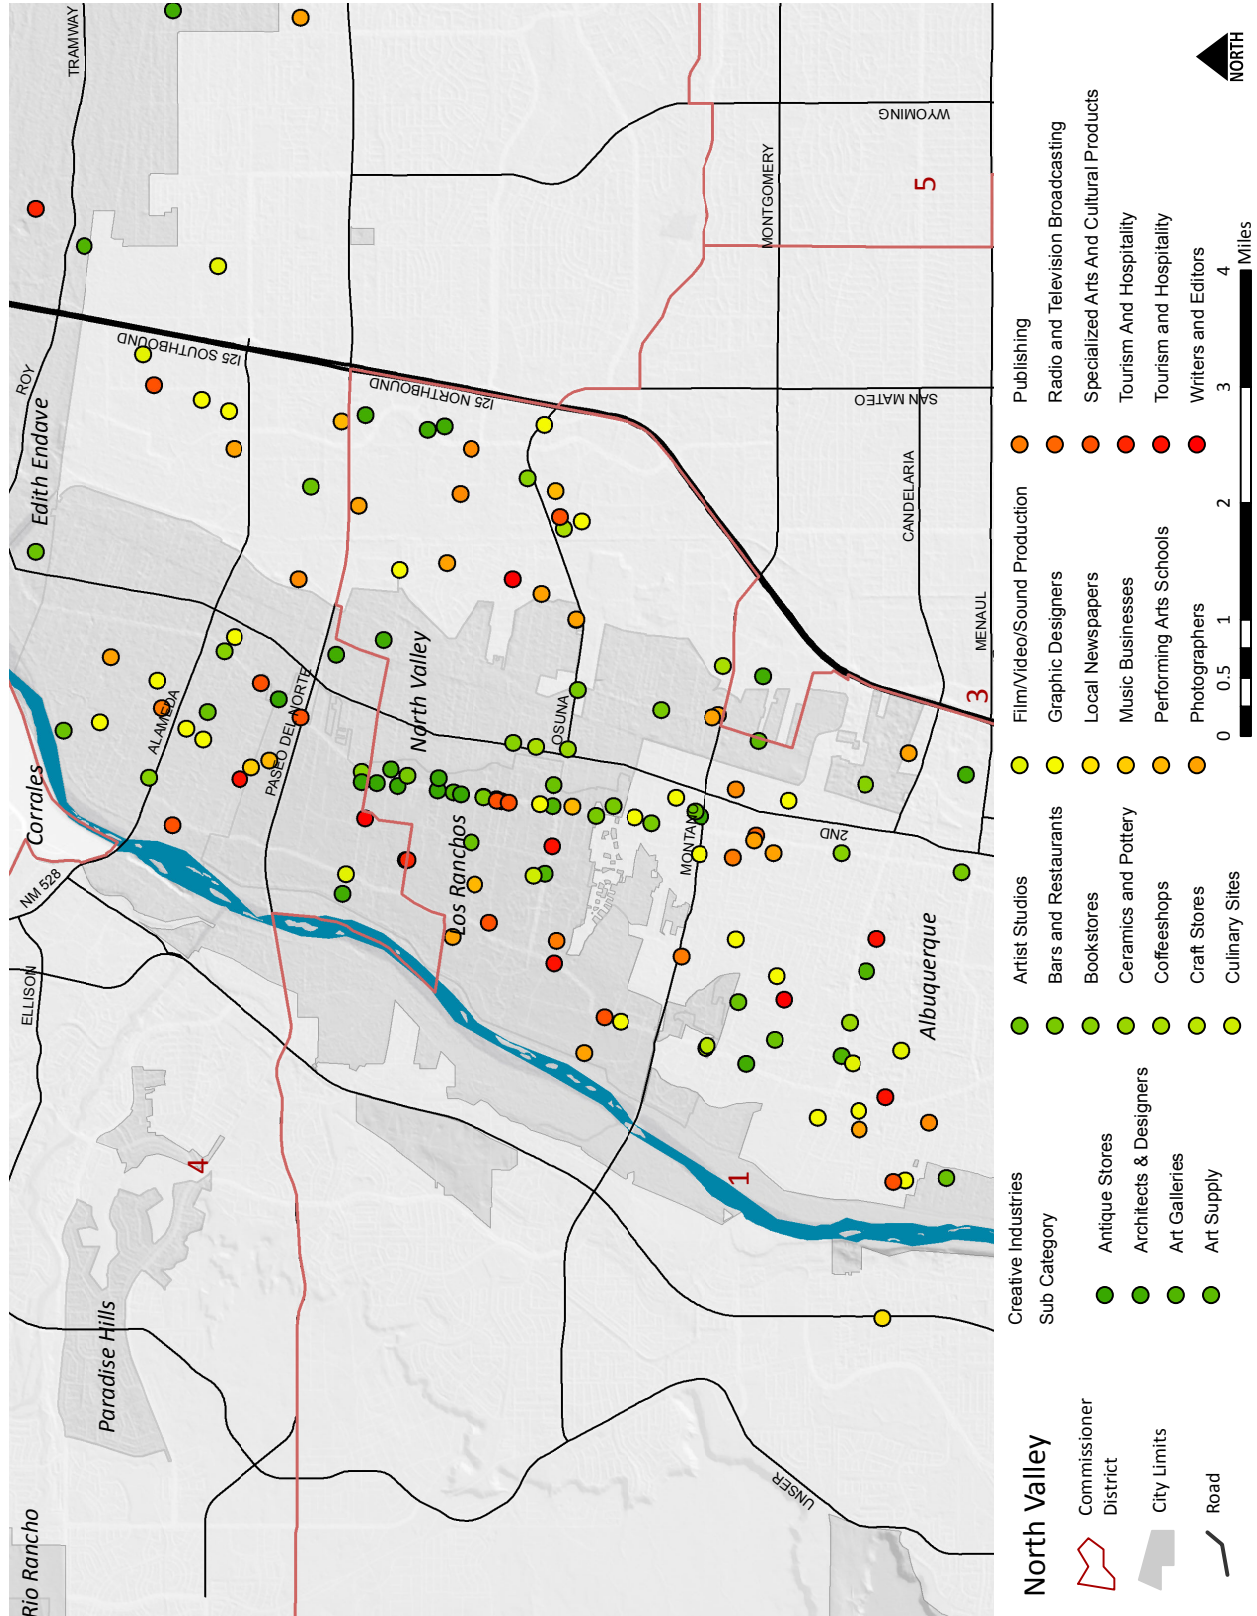 Rio Rancho
Paradise Hills
ELLISON
NM 528
Corrales
Edith Endave
ROY
TRAMWAY
ALAMEDA
PASEO DEL NORTE
I25 SOUTHBOUND
I25 NORTHBOUND
North Valley
Los Ranchos
OSUNA
MONTANO
MONTGOMERY
WYOMING
SAN MATEO
CANDELARIA
MENAUL
2ND
Albuquerque
UNSER
4
1
3
5
North Valley
Commissioner
District
City Limits
Road
Creative Industries
Sub Category
Antique Stores
Architects & Designers
Art Galleries
Art Supply
Artist Studios
Bars and Restaurants
Bookstores
Ceramics and Pottery
Coffeeshops
Craft Stores
Culinary Sites
Film/Video/Sound Production
Graphic Designers
Local Newspapers
Music Businesses
Performing Arts Schools
Photographers
Publishing
Radio and Television Broadcasting
Specialized Arts And Cultural Products
Tourism And Hospitality
Tourism and Hospitality
Writers and Editors
0 0.5 1 2 3 4
Miles
NORTH